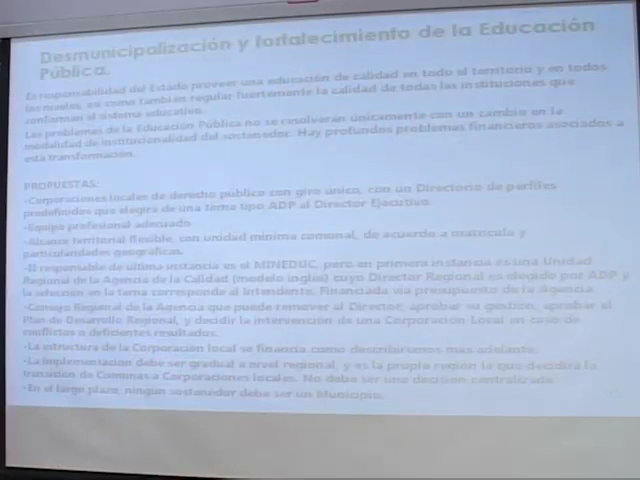 Desmunicipalización y fortalecimiento de la Educación
Pública.
Es responsabilidad del Estado proveer una educación de calidad en todo el territorio y en todos
los niveles, así como también regular fuertemente la calidad de todas las instituciones que
conforman el sistema educativo.
Los problemas de la Educación Pública no se resolverán únicamente con un cambio en la
modalidad de institucionalidad del sostenedor. Hay profundos problemas financieros asociados a
esta transformación.
PROPUESTAS:
-Corporaciones locales de derecho público con giro único, con un Directorio de perfiles
predefinidos que elegira de una terna tipo ADP al Director Ejecutivo.
-Equipo profesional adecuado
-Alcance territorial flexible, con unidad mínima comunal, de acuerdo a matrícula y
particularidades geográficas.
-El responsable de última instancia es el MINEDUC, pero en primera instancia es una Unidad
Regional de la Agencia de la Calidad (modelo inglés) cuyo Director Regional es elegido por ADP y
la selección en la terna corresponde al Intendente. Financiada vía presupuesto de la Agencia
-Consejo Regional de la Agencia que puede remover al Director, aprobar su gestión, aprobar el
Plan de Desarrollo Regional, y decidir la intervención de una Corporación Local en caso de
conflictos o deficientes resultados.
-La estructura de la Corporación local se financia como describiremos más adelante.
-La implementación debe ser gradual a nivel regional, y es la propia región la que decidirá la
transición de Comunas a Corporaciones locales. No debe ser una decisión centralizada.
-En el largo plazo, ningún sostenedor debe ser un Municipio.